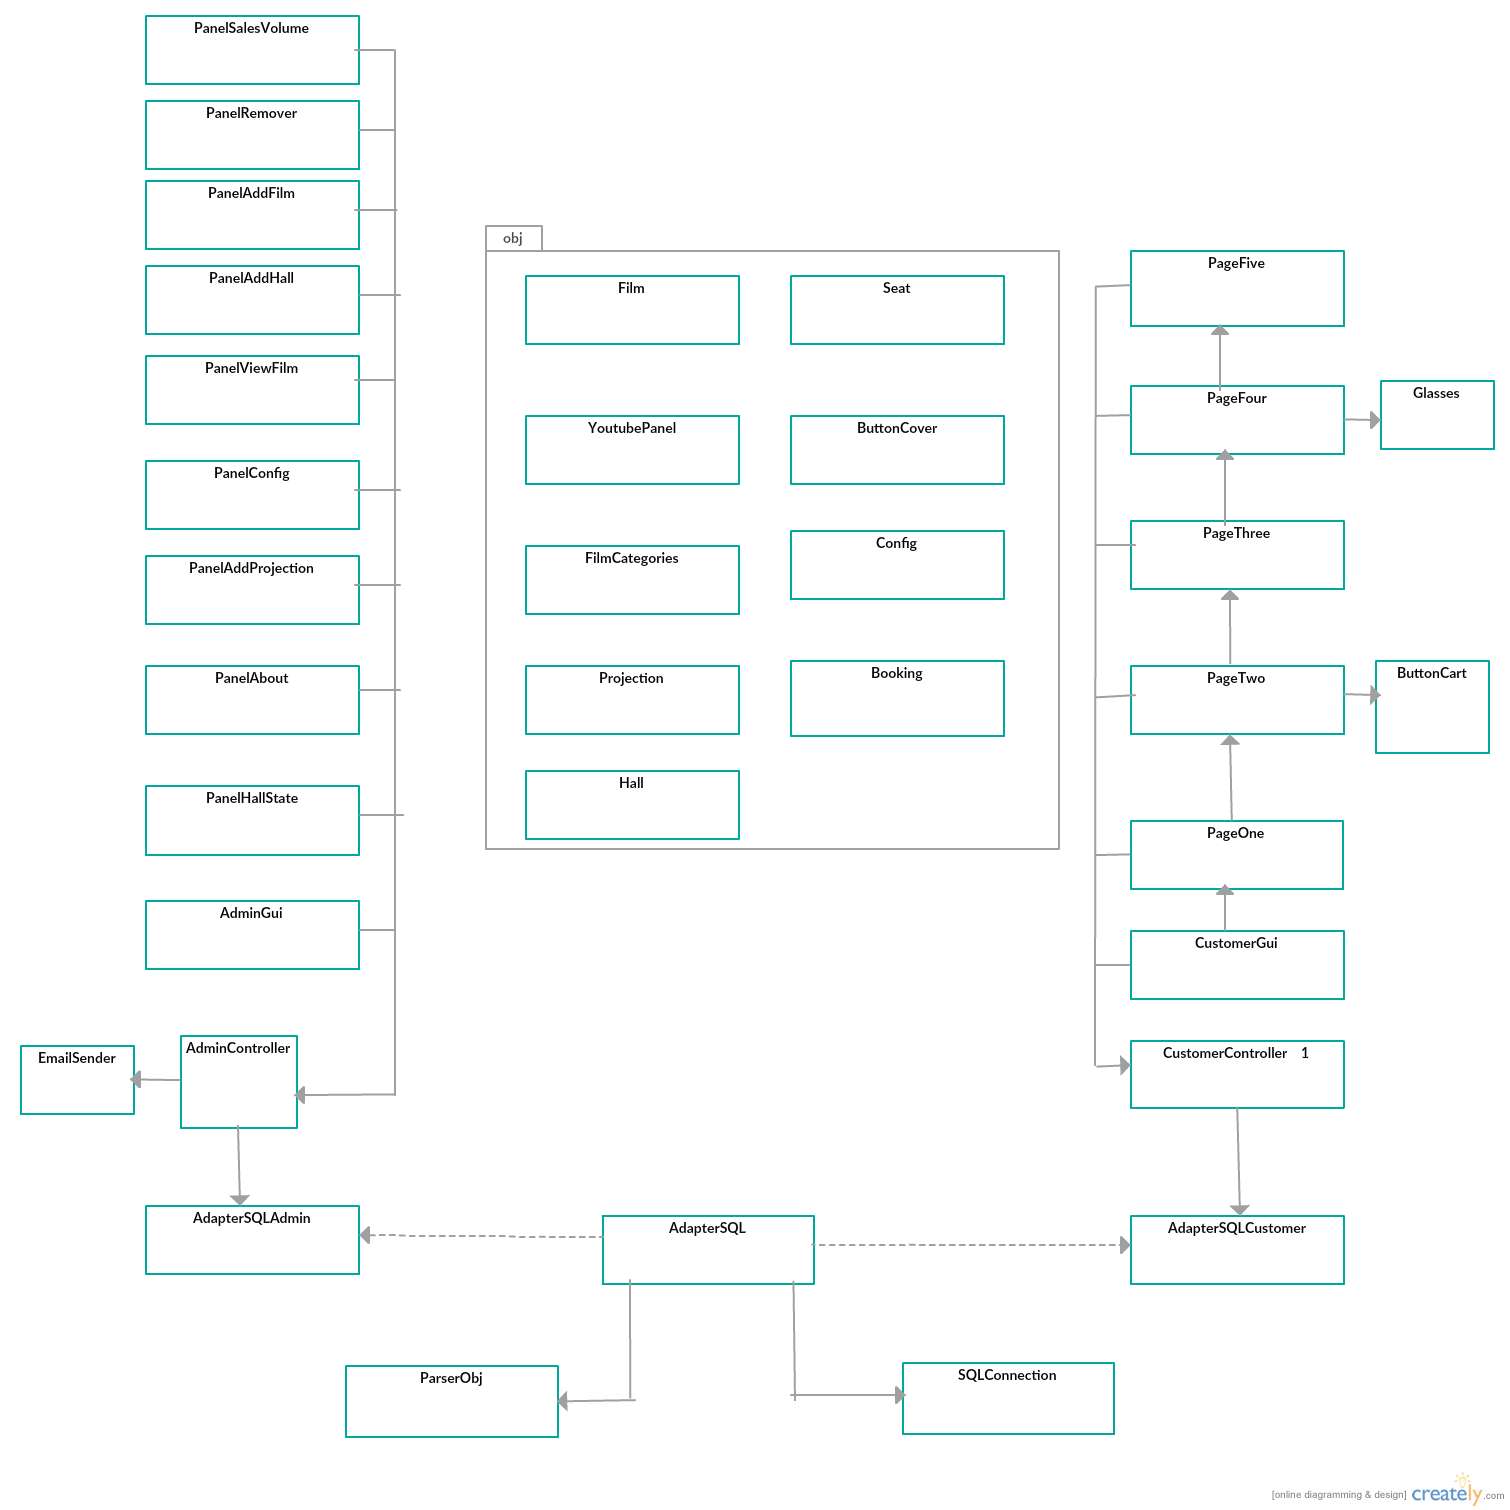 PanelSalesVolume
PanelRemover
PanelAddFilm
PanelAddHall
PanelViewFilm
PanelConfig
PanelAddProjection
PanelAbout
PanelHallState
AdminGui
EmailSender
AdminController
AdapterSQLAdmin
obj
Film
Seat
YoutubePanel
ButtonCover
FilmCategories
Config
Projection
Booking
Hall
PageFive
PageFour
Glasses
PageThree
PageTwo
ButtonCart
PageOne
CustomerGui
CustomerController 1
AdapterSQL
AdapterSQLCustomer
ParserObj
SQLConnection
[online diagramming & design] creately.com